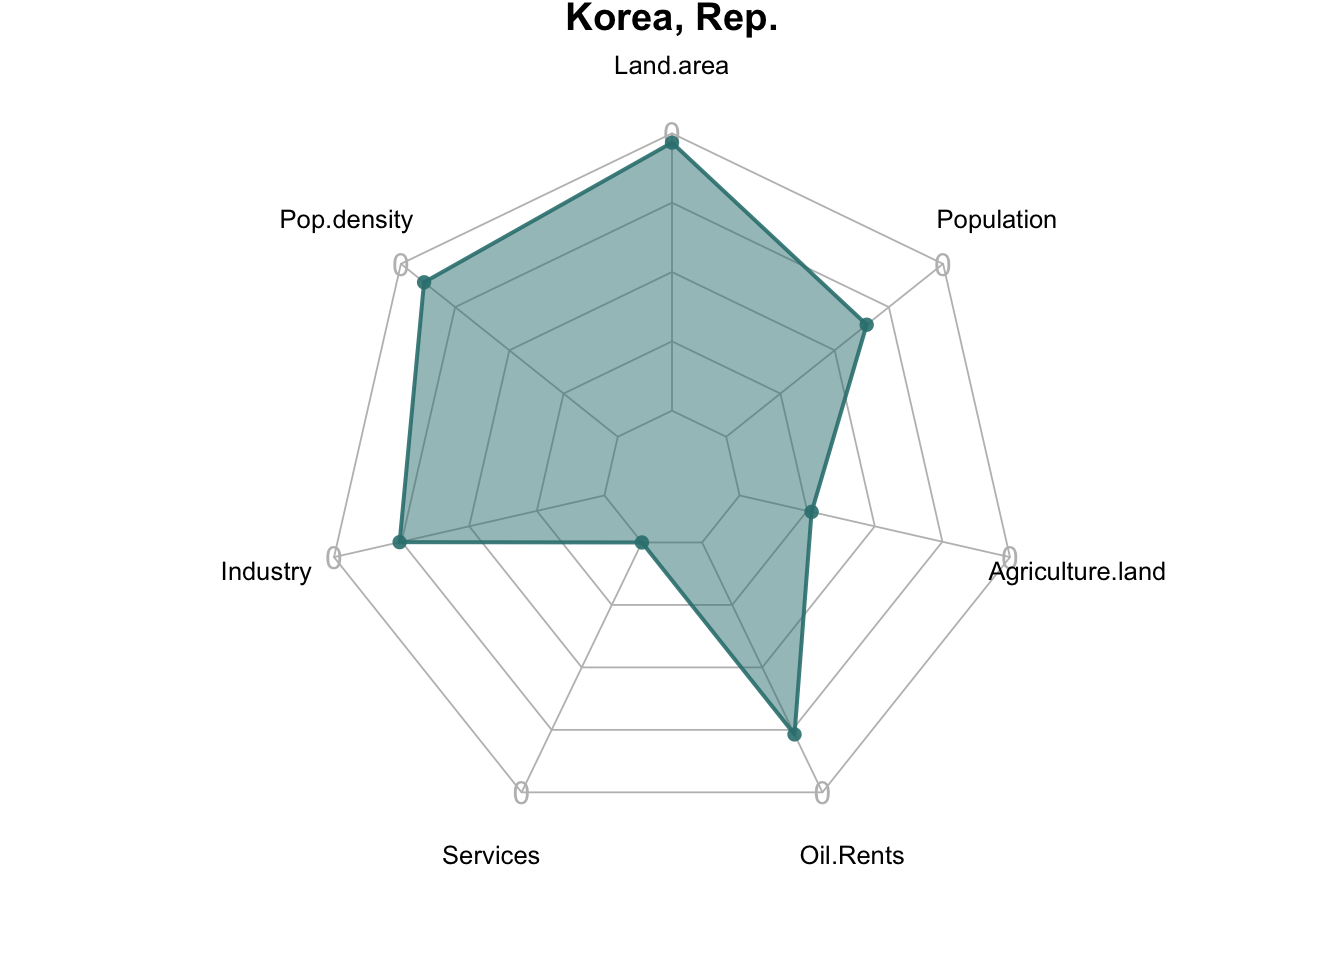 Korea, Rep.
Land.area
0
Pop.density
Population
0
0
0
0
Industry
Agriculture.land
0
0
Services
Oil.Rents